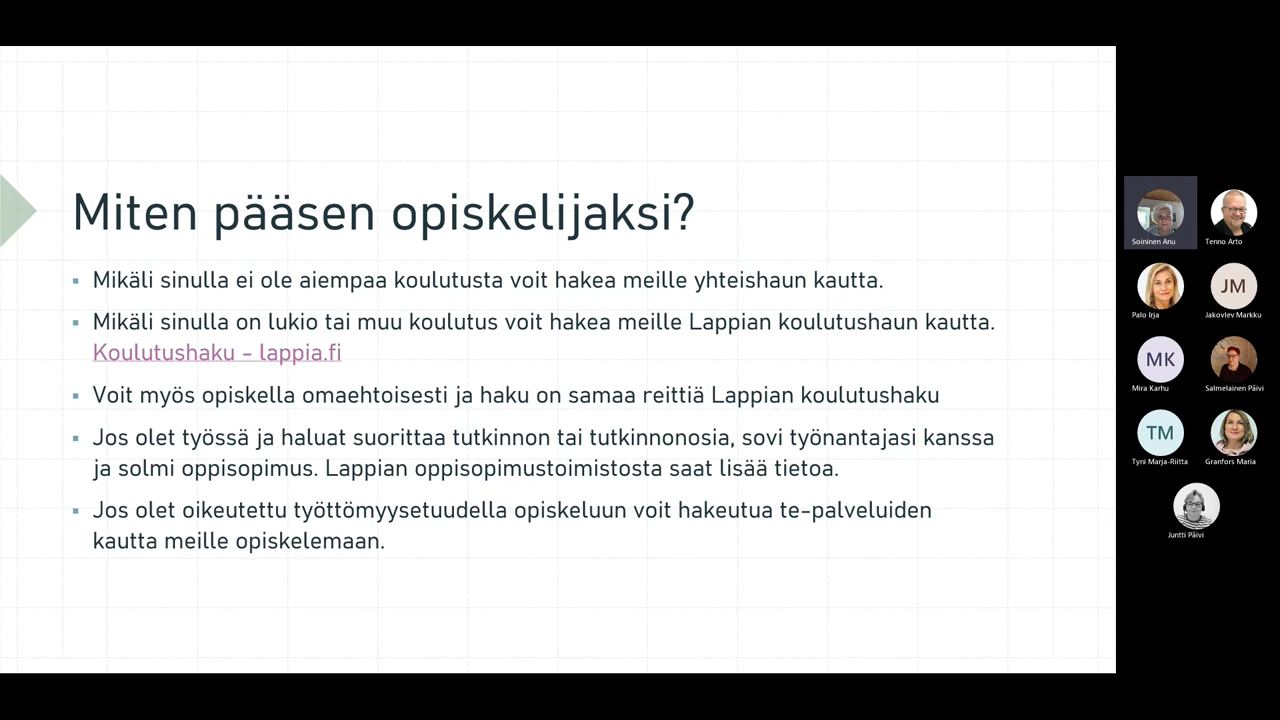 Miten pääsen opiskelijaksi?
Mikäli sinulla ei ole aiempaa koulutusta voit hakea meille yhteishaun kautta.
Mikäli sinulla on lukio tai muu koulutus voit hakea meille Lappian koulutushaun kautta.
Koulutushaku - lappia.fi
Voit myös opiskella omaehtoisesti ja haku on samaa reittiä Lappian koulutushaku
Jos olet työssä ja haluat suorittaa tutkinnon tai tutkinnonosia, sovi työnantajasi kanssa
ja solmi oppisopimus. Lappian oppisopimustoimistosta saat lisää tietoa.
Jos olet oikeutettu työttömyysetuudella opiskeluun voit hakeutua te-palveluiden
kautta meille opiskelemaan.
Soininen Anu
Tenno Arto
Palo Irja
JM
Jakovlev Markku
MK
Mira Karhu
Salmelainen Päivi
TM
Tyni Marja-Riitta
Granfors Maria
Juntti Päivi